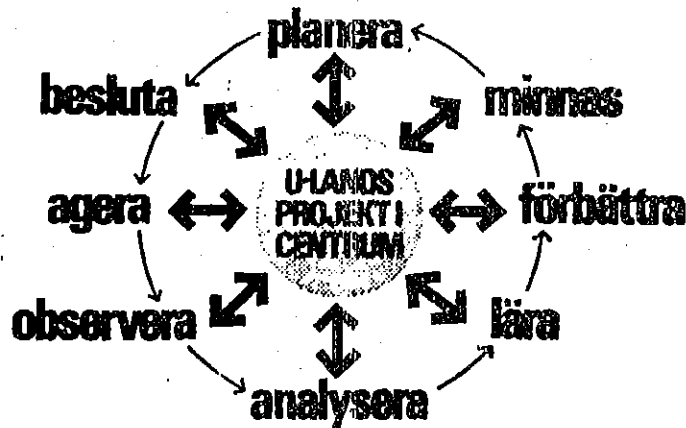 planera
besluta
minnas
agera
U-LANDS
PROJEKT I
CENTRUM
förbättra
observera
lära
analysera